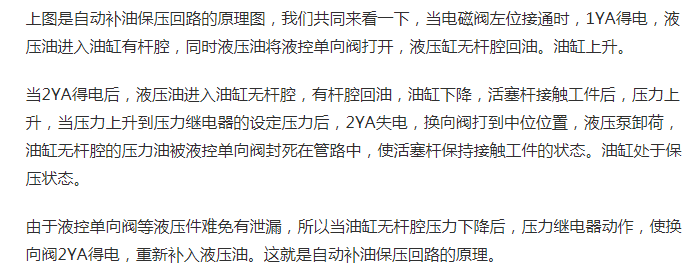 上图是自动补油保压回路的原理图，我们共同来看一下，当电磁阀左位接通时，1YA得电，液
压油进入油缸有杆腔，同时液压油将液控单向阀打开，液压缸无杆腔回油。油缸上升。
当2YA得电后，液压油进入油缸无杆腔，有杆腔回油，油缸下降，活塞杆接触工件后，压力上
升，当压力上升到压力继电器的设定压力后，2YA失电，换向阀打到中位位置，液压泵卸荷，
油缸无杆腔的压力油被液控单向阀封死在管路中，使活塞杆保持接触工件的状态。油缸处于保
压状态。
由于液控单向阀等液压件难免有泄漏，所以当油缸无杆腔压力下降后，压力继电器动作，使换
向阀2YA得电，重新补入液压油。这就是自动补油保压回路的原理。